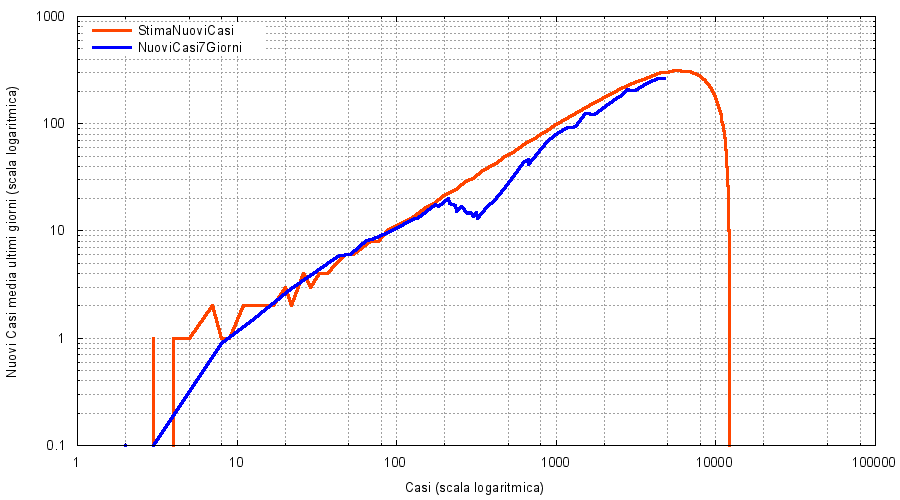 1000
StimaNuoviCasi
NuoviCasi7Giorni
100
10
1
0.1
Nuovi Casi media ultimi giorni (scala logaritmica)
1 10 100 1000 10000 100000
Casi (scala logaritmica)